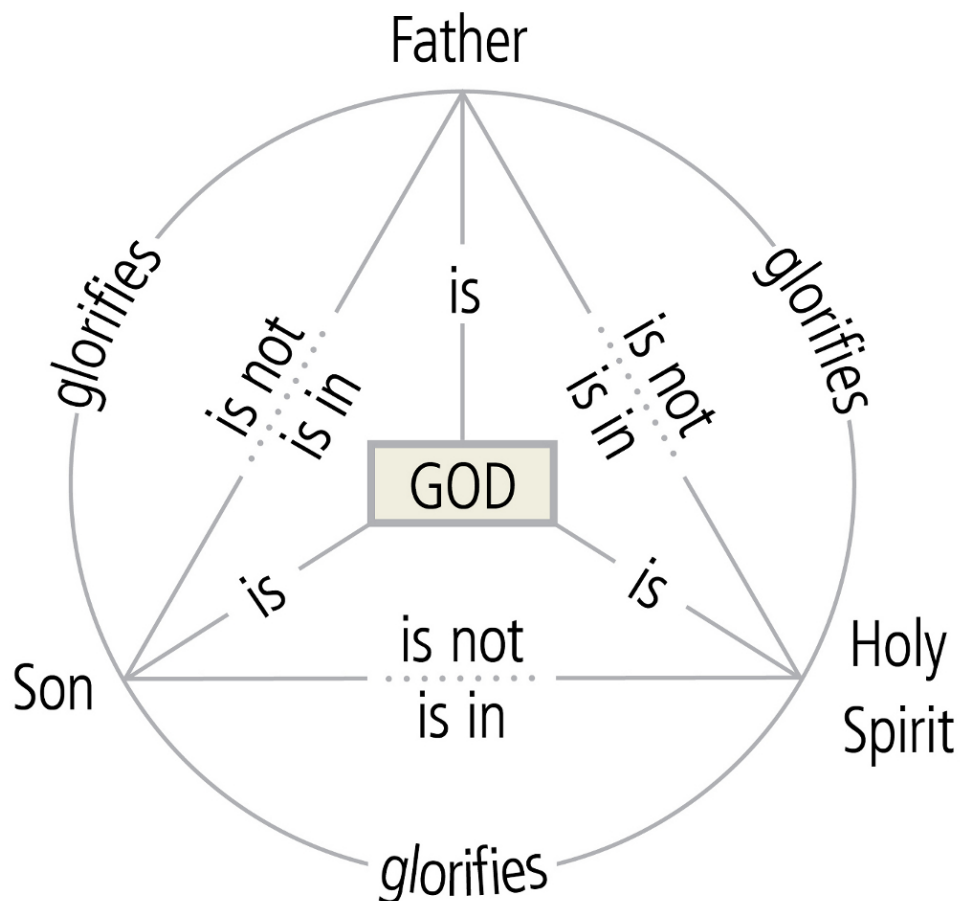 Father
glorifies
glorifies
is
is not
is in
is not
is in
GOD
is
is
is not
is in
Son
Holy
Spirit
glorifies